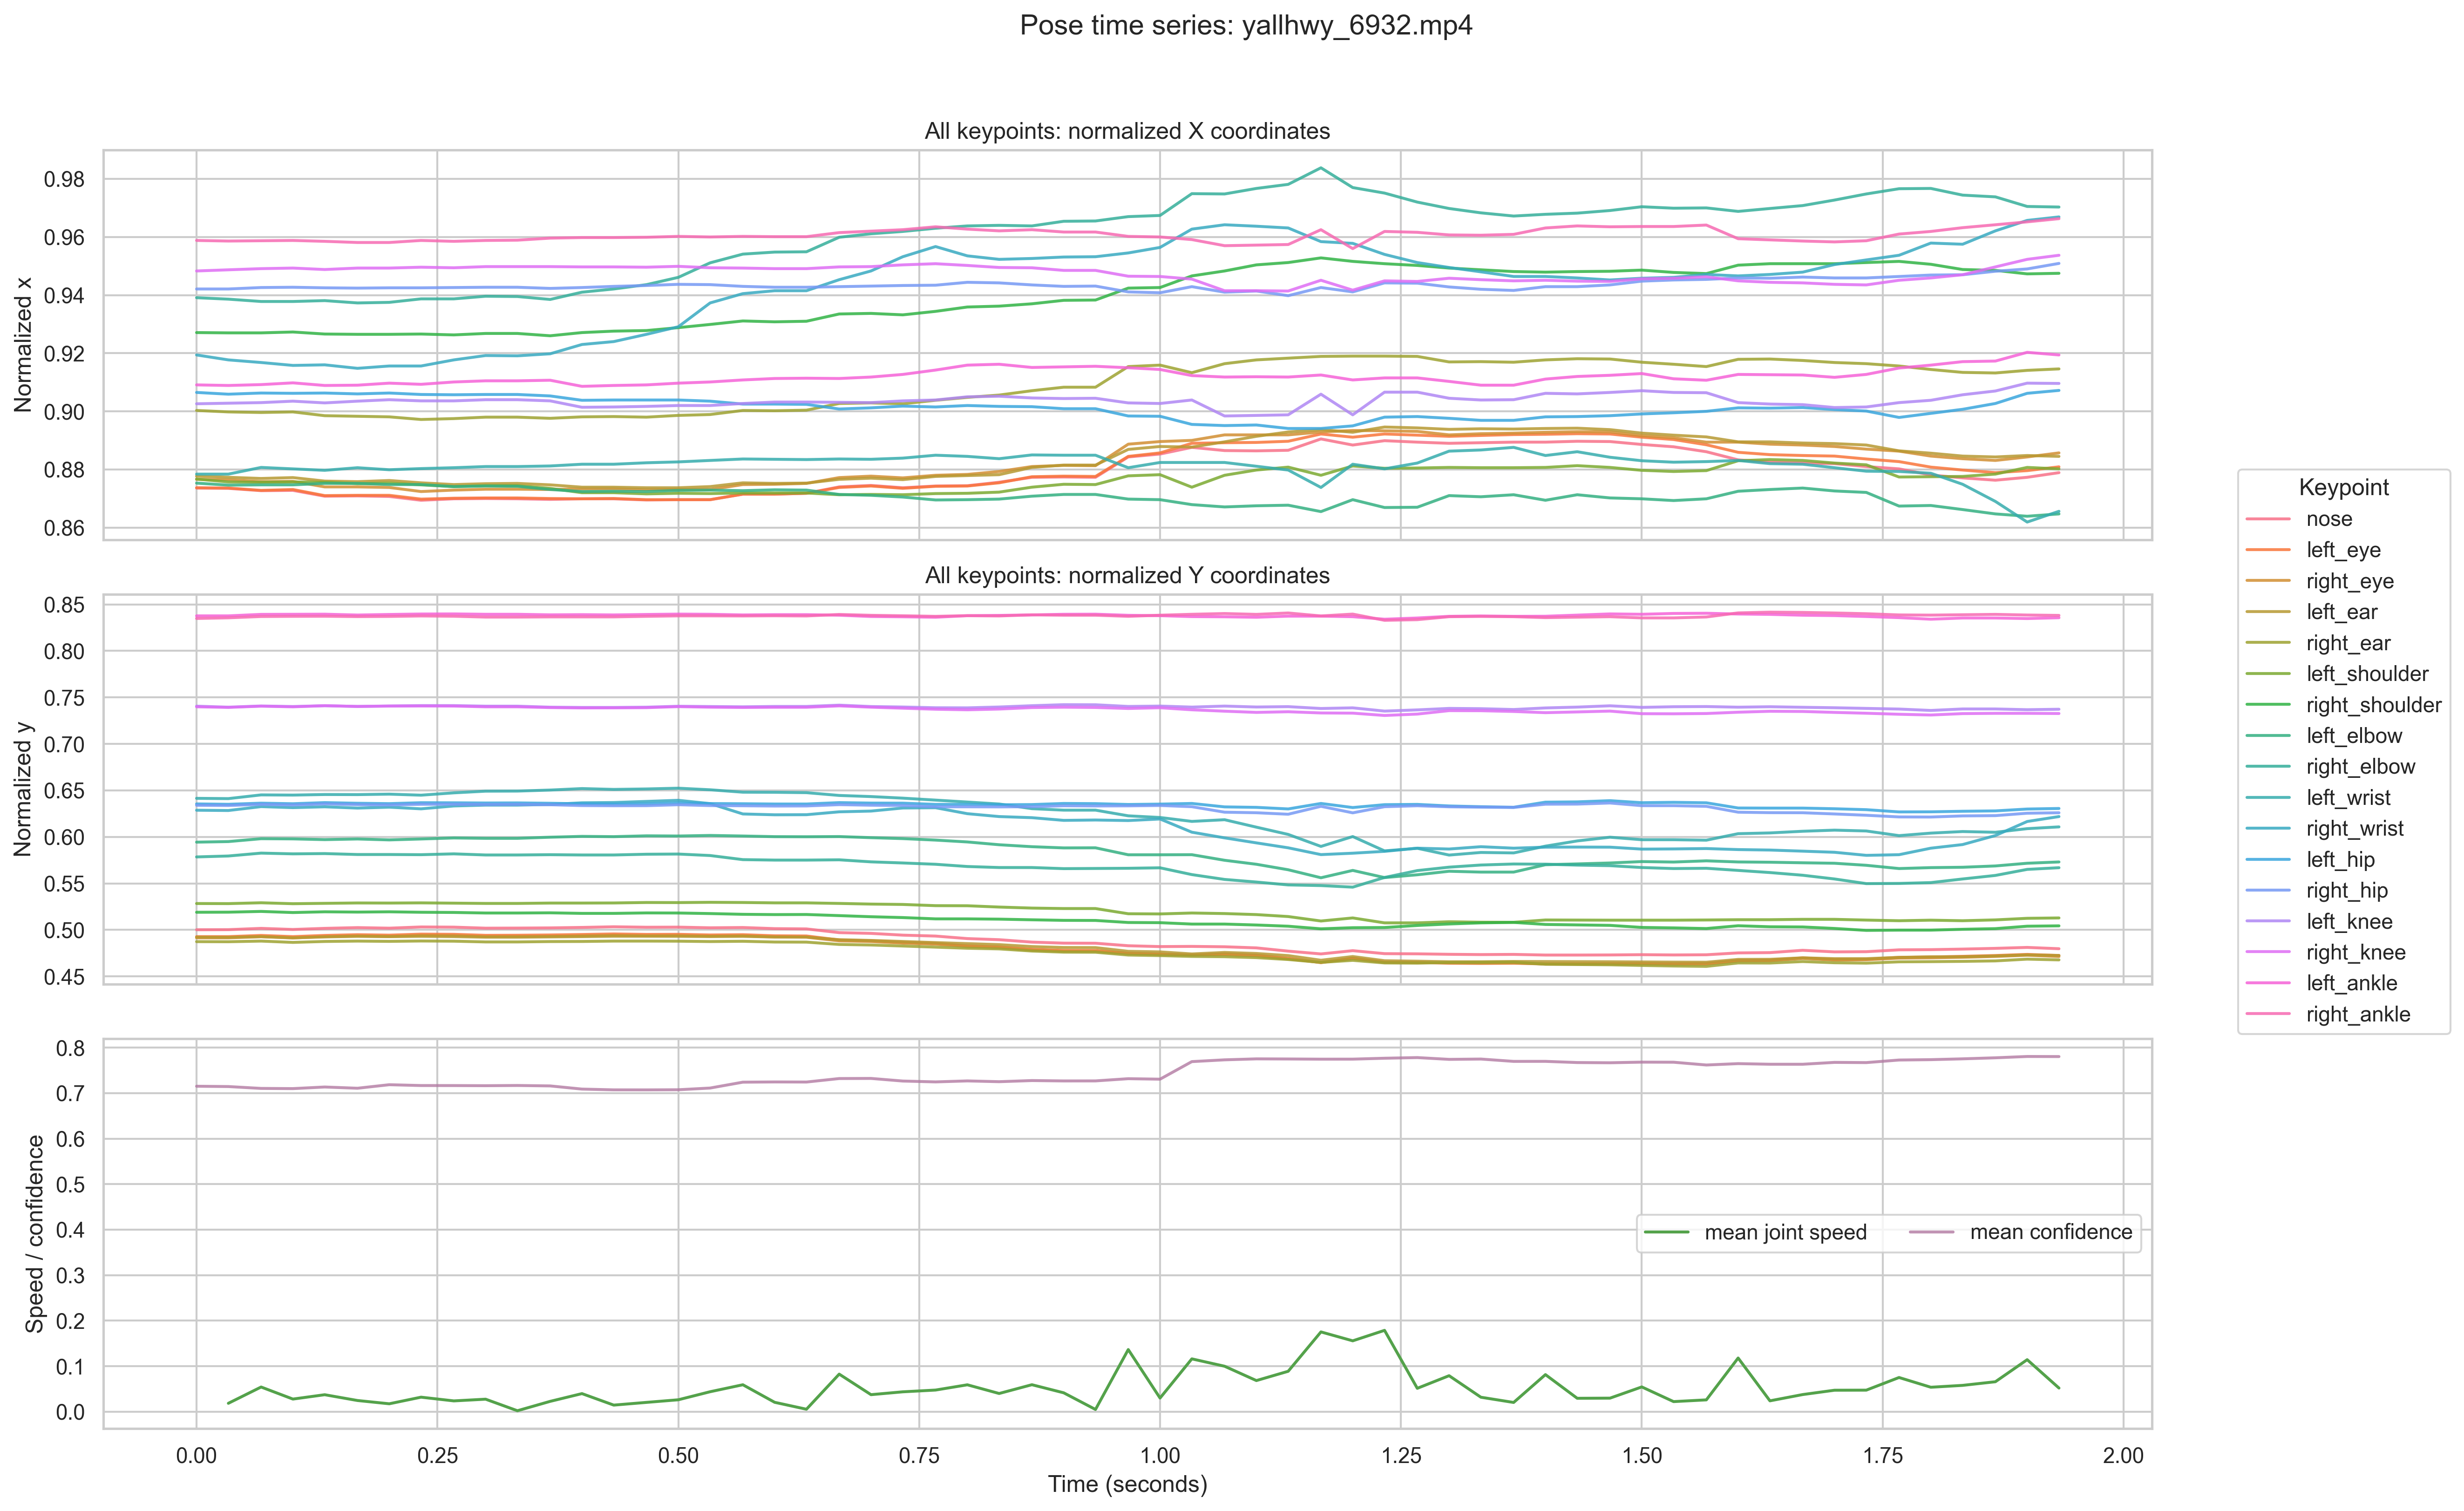 Pose time series: yallhwy_6932.mp4
All keypoints: normalized X coordinates
Normalized x
0.98
0.96
0.94
0.92
0.90
0.88
0.86
All keypoints: normalized Y coordinates
Normalized y
0.85
0.80
0.75
0.70
0.65
0.60
0.55
0.50
0.45
Keypoint
nose
left_eye
right_eye
left_ear
right_ear
left_shoulder
right_shoulder
left_elbow
right_elbow
left_wrist
right_wrist
left_hip
right_hip
left_knee
right_knee
left_ankle
right_ankle
Speed / confidence
0.8
0.7
0.6
0.5
0.4
0.3
0.2
0.1
0.0
mean joint speed mean confidence
0.00 0.25 0.50 0.75 1.00 1.25 1.50 1.75 2.00
Time (seconds)